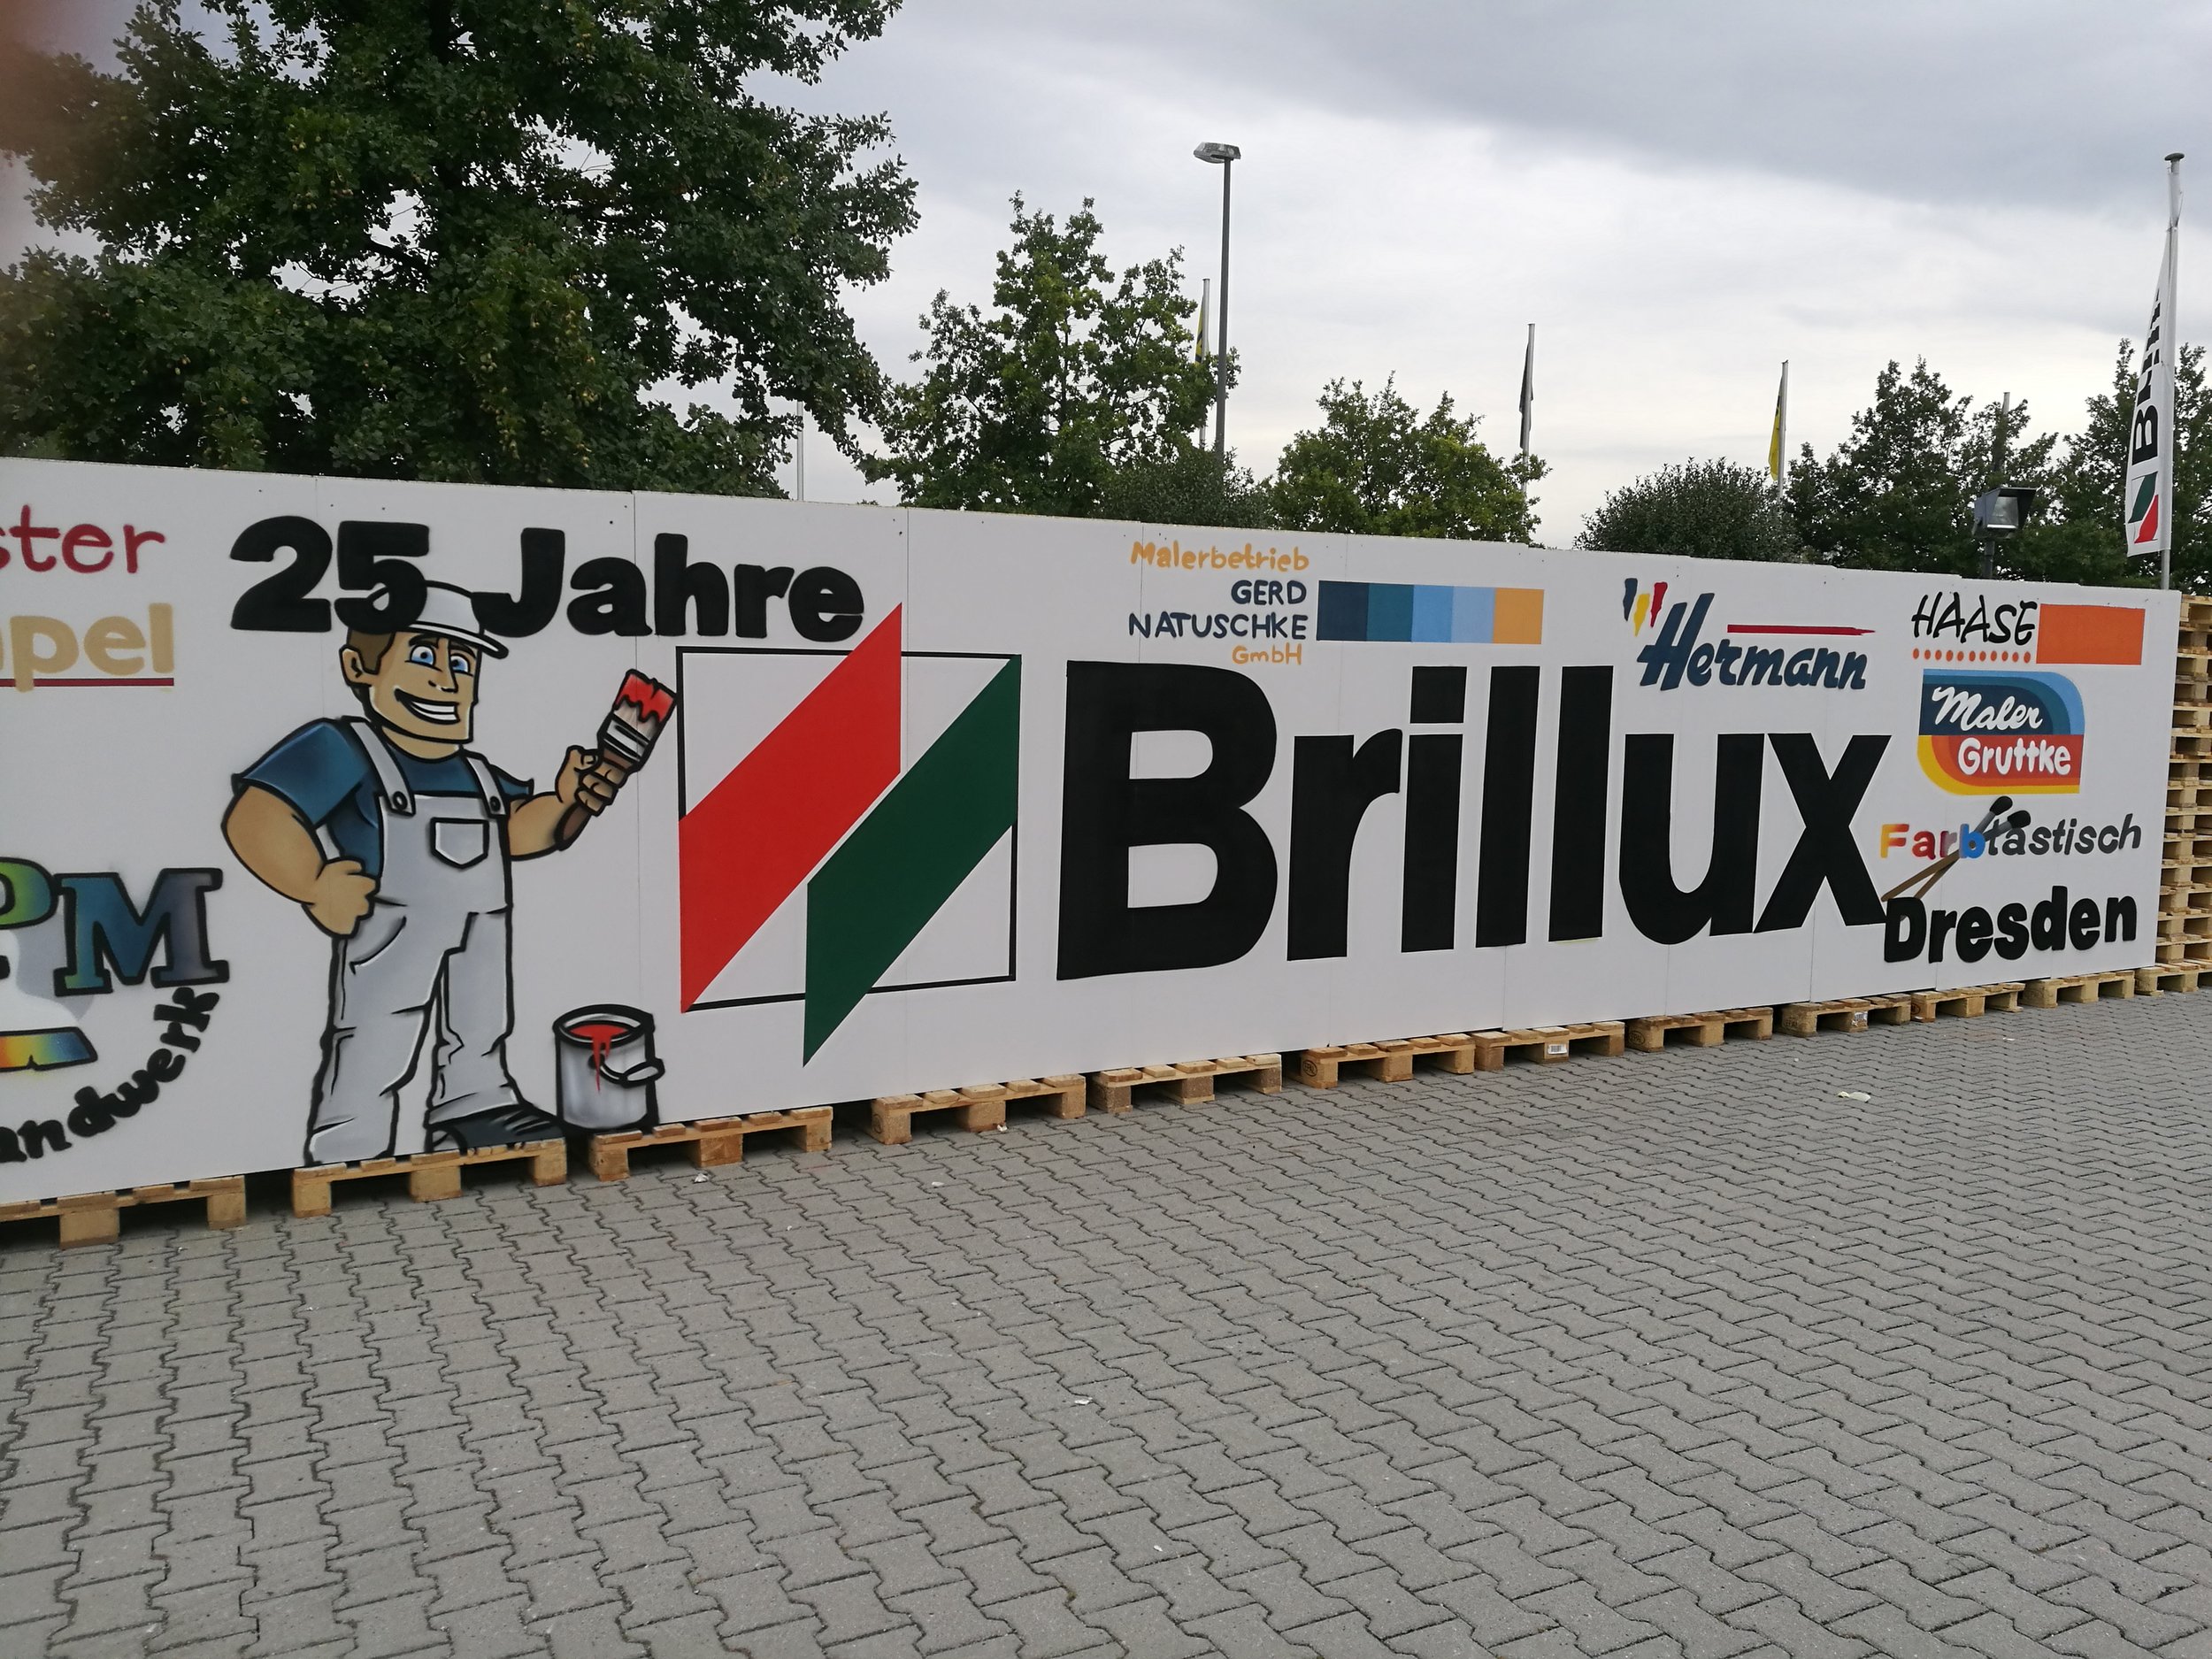 ster
pel
PM
andwerk
25 Jahre
Brillux
Malerbetrieb
GERD
NATUSCHKE
GmbH
Hermann
HAASE
Maler
Gruttke
Farbtastisch
Dresden